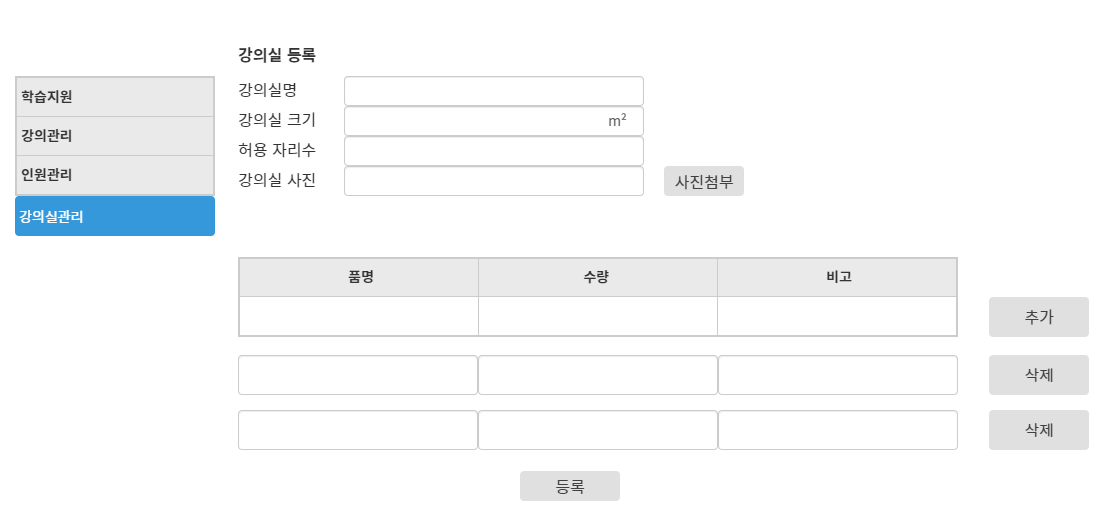 강의실 등록
학습지원
강의관리
인원관리
강의실관리
강의실명
강의실 크기 m²
허용 자리수
강의실 사진 사진첨부
품명 수량 비고
추가
삭제
삭제
등록